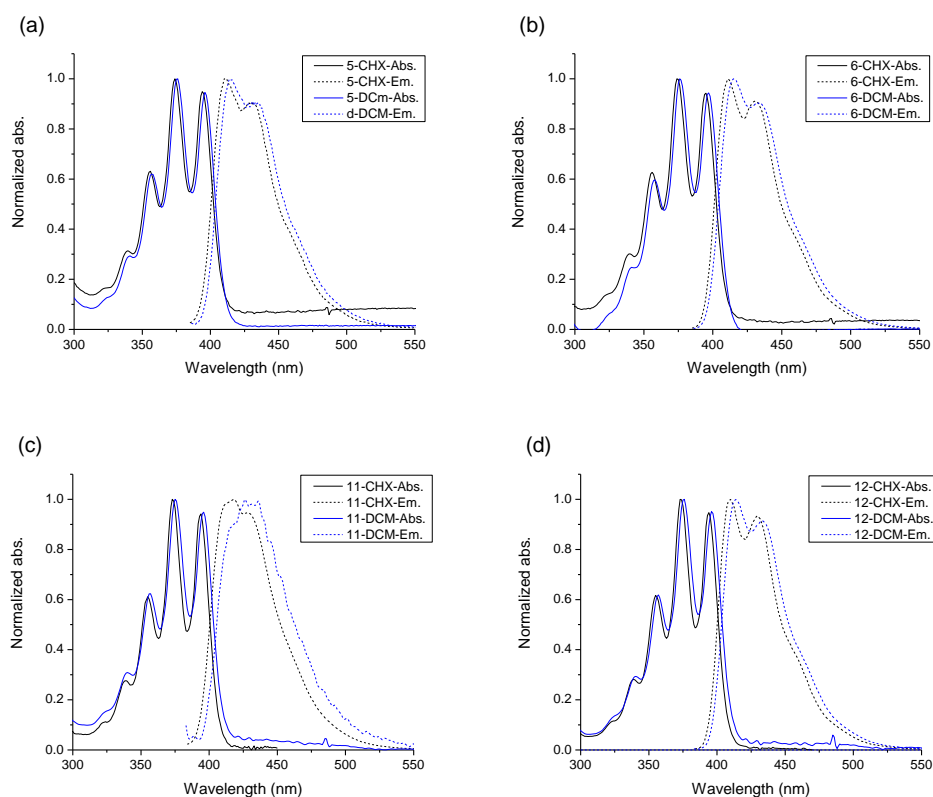 (a)
5-CHX-Abs.
5-CHX-Em.
5-DCm-Abs.
d-DCM-Em.
Normalized abs.
1.0
0.8
0.6
0.4
0.2
0.0
300 350 400 450 500 550
Wavelength (nm)
(b)
6-CHX-Abs.
6-CHX-Em.
6-DCM-Abs.
6-DCM-Em.
Normalized abs.
1.0
0.8
0.6
0.4
0.2
0.0
300 350 400 450 500 550
Wavelength (nm)
(c)
11-CHX-Abs.
11-CHX-Em.
11-DCM-Abs.
11-DCM-Em.
Normalized abs.
1.0
0.8
0.6
0.4
0.2
0.0
300 350 400 450 500 550
Wavelength (nm)
(d)
12-CHX-Abs.
12-CHX-Em.
12-DCM-Abs.
12-DCM-Em.
Normalized abs.
1.0
0.8
0.6
0.4
0.2
0.0
300 350 400 450 500 550
Wavelength (nm)